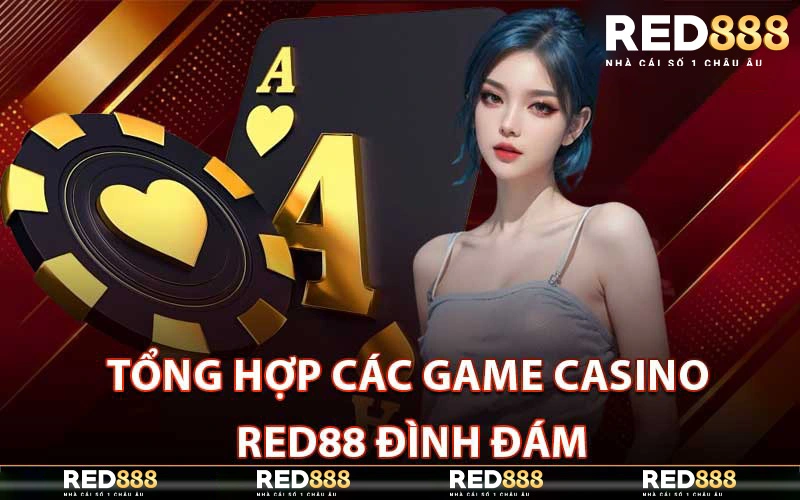 RED888
NHÀ CÁI SỐ 1 CHÂU ÂU
A
A
TỔNG HỢP CÁC GAME CASINO
RED88 ĐÌNH ĐÁM
RED888 RED888 RED888 RED888
NHÀ CÁI SỐ 1 CHÂU ÂU NHÀ CÁI SỐ 1 CHÂU ÂU NHÀ CÁI SỐ 1 CHÂU ÂU NHÀ CÁI SỐ 1 CHÂU ÂU